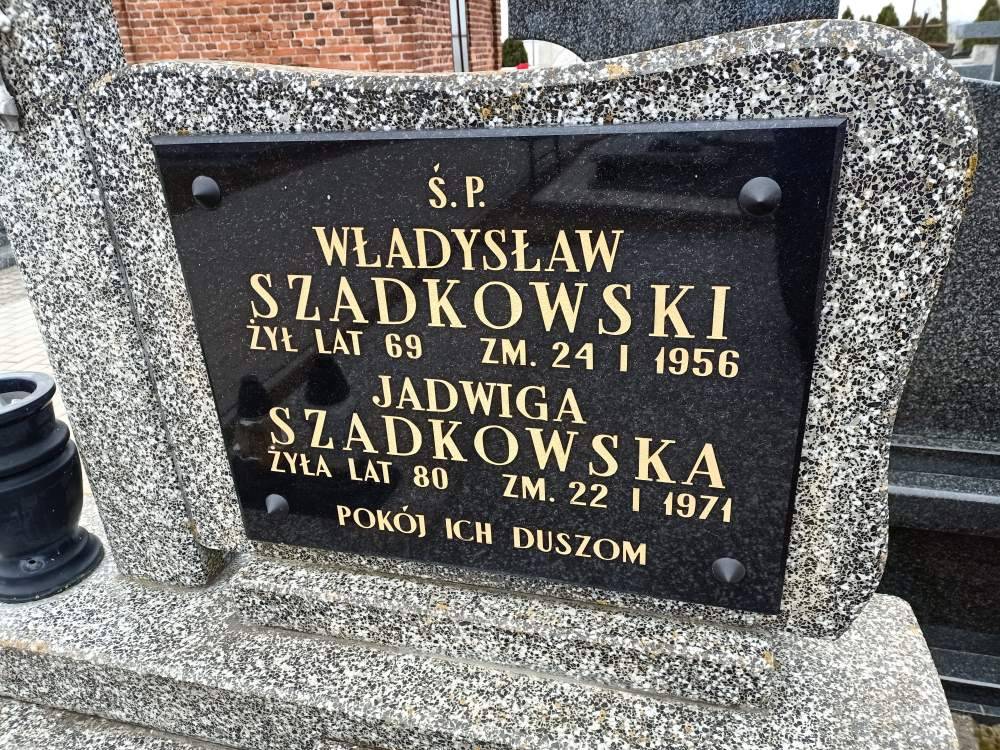 Ś.P.
WŁADYSŁAW
SZADKOWSKI
ŻYŁ LAT 69 ZM. 24 I 1956
JADWIGA
SZADKOWSKA
ŻYŁA LAT 80 ZM. 22 I 1971
POKÓJ ICH DUSZOM